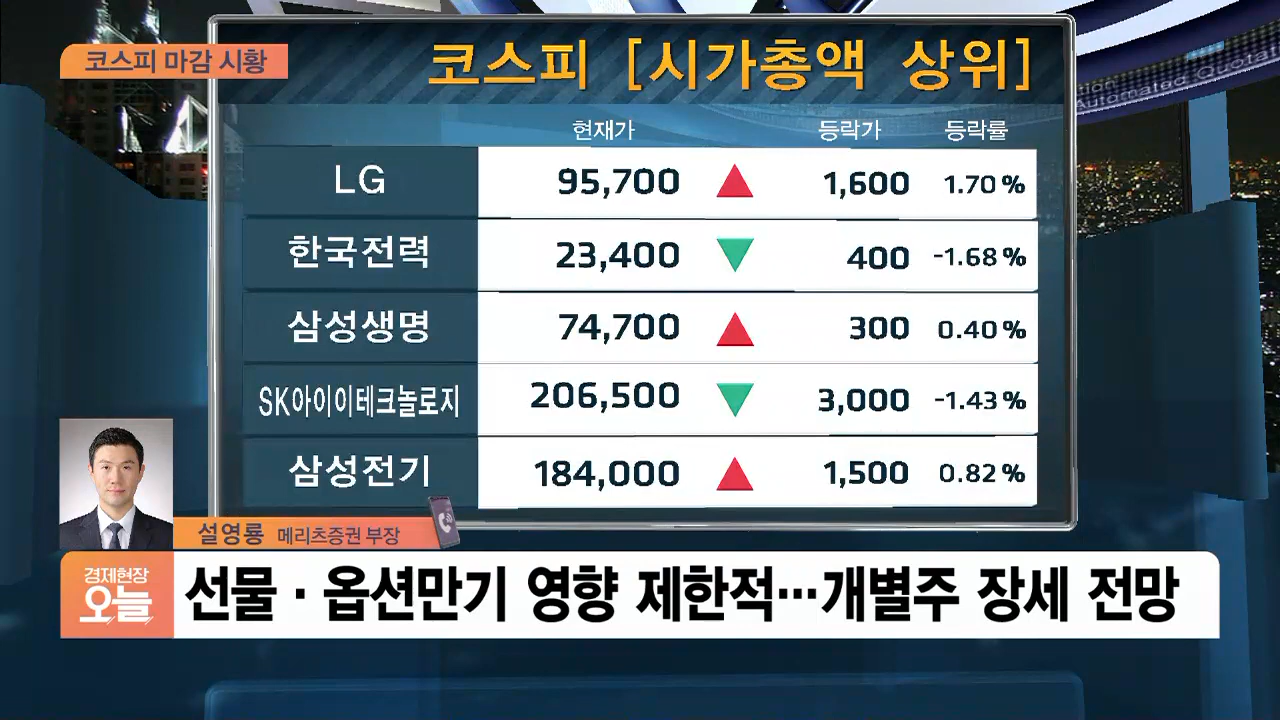 코스피 마감 시황
코스피 [시가총액 상위]
Automated Quotat
현재가 등락가 등락률
LG 95,700 ▲ 1,600 1.70%
한국전력 23,400 ▼ 400 -1.68%
삼성생명 74,700 ▲ 300 0.40%
SK아이이테크놀로지 206,500 ▼ 3,000 -1.43%
삼성전기 184,000 ▲ 1,500 0.82%
설영룡 메리츠증권 부장
경제현장
오늘
선물·옵션만기 영향 제한적…개별주 장세 전망